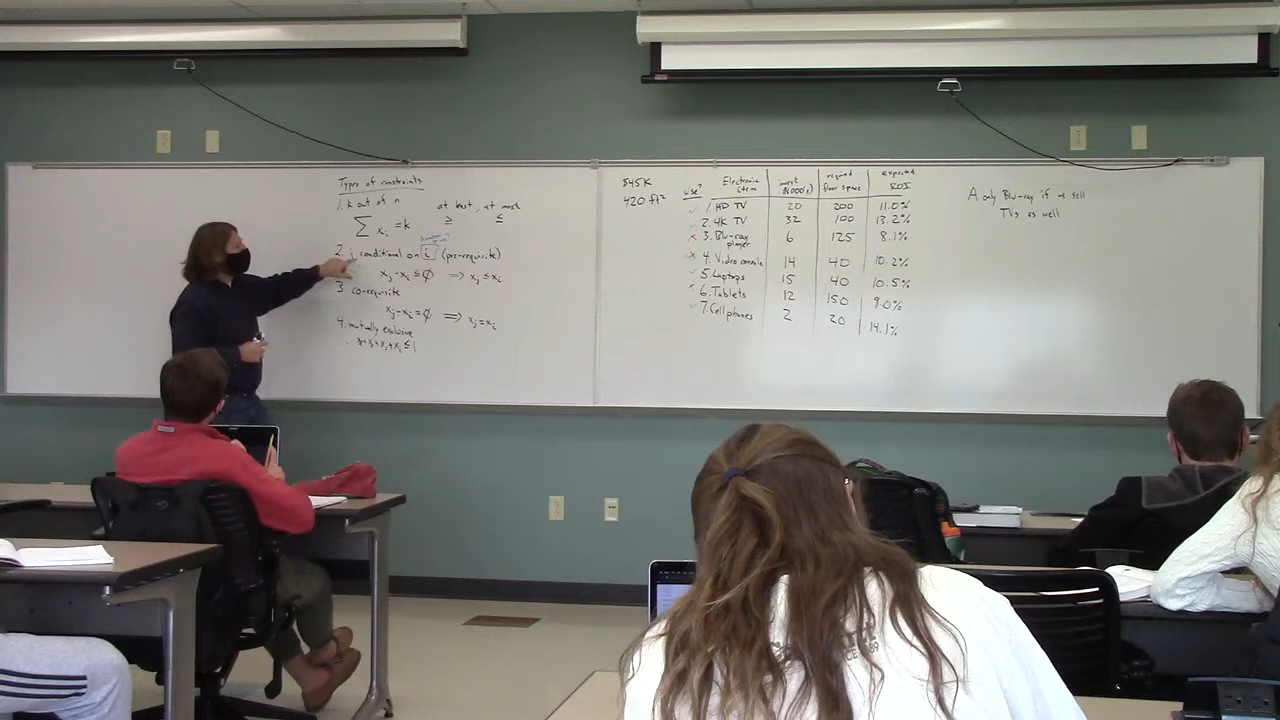 Types of constraints
1. k out of n
at least, at most
∑ xᵢ = k ≥ ≤
2. j conditional on i (pre-requisite)
xⱼ - xᵢ ≤ 0 ⇒ xⱼ ≤ xᵢ
3. co-requisite
xⱼ - xᵢ = 0 ⇒ xⱼ = xᵢ
4. mutually exclusive
$45K
420 ft²
use? Electronic item invest (1000's) required floor space expected ROI
✓ 1. HD TV 20 200 11.0%
✓ 2. 4K TV 32 100 13.2%
x 3. Blu-ray player 6 125 8.1%
x 4. Video console 14 40 10.2%
✓ 5. Laptops 15 40 10.5%
x 6. Tablets 12 150 9.0%
✓ 7. Cell phones 2 20 14.1%
A only Blu-ray if we sell
TVs as well